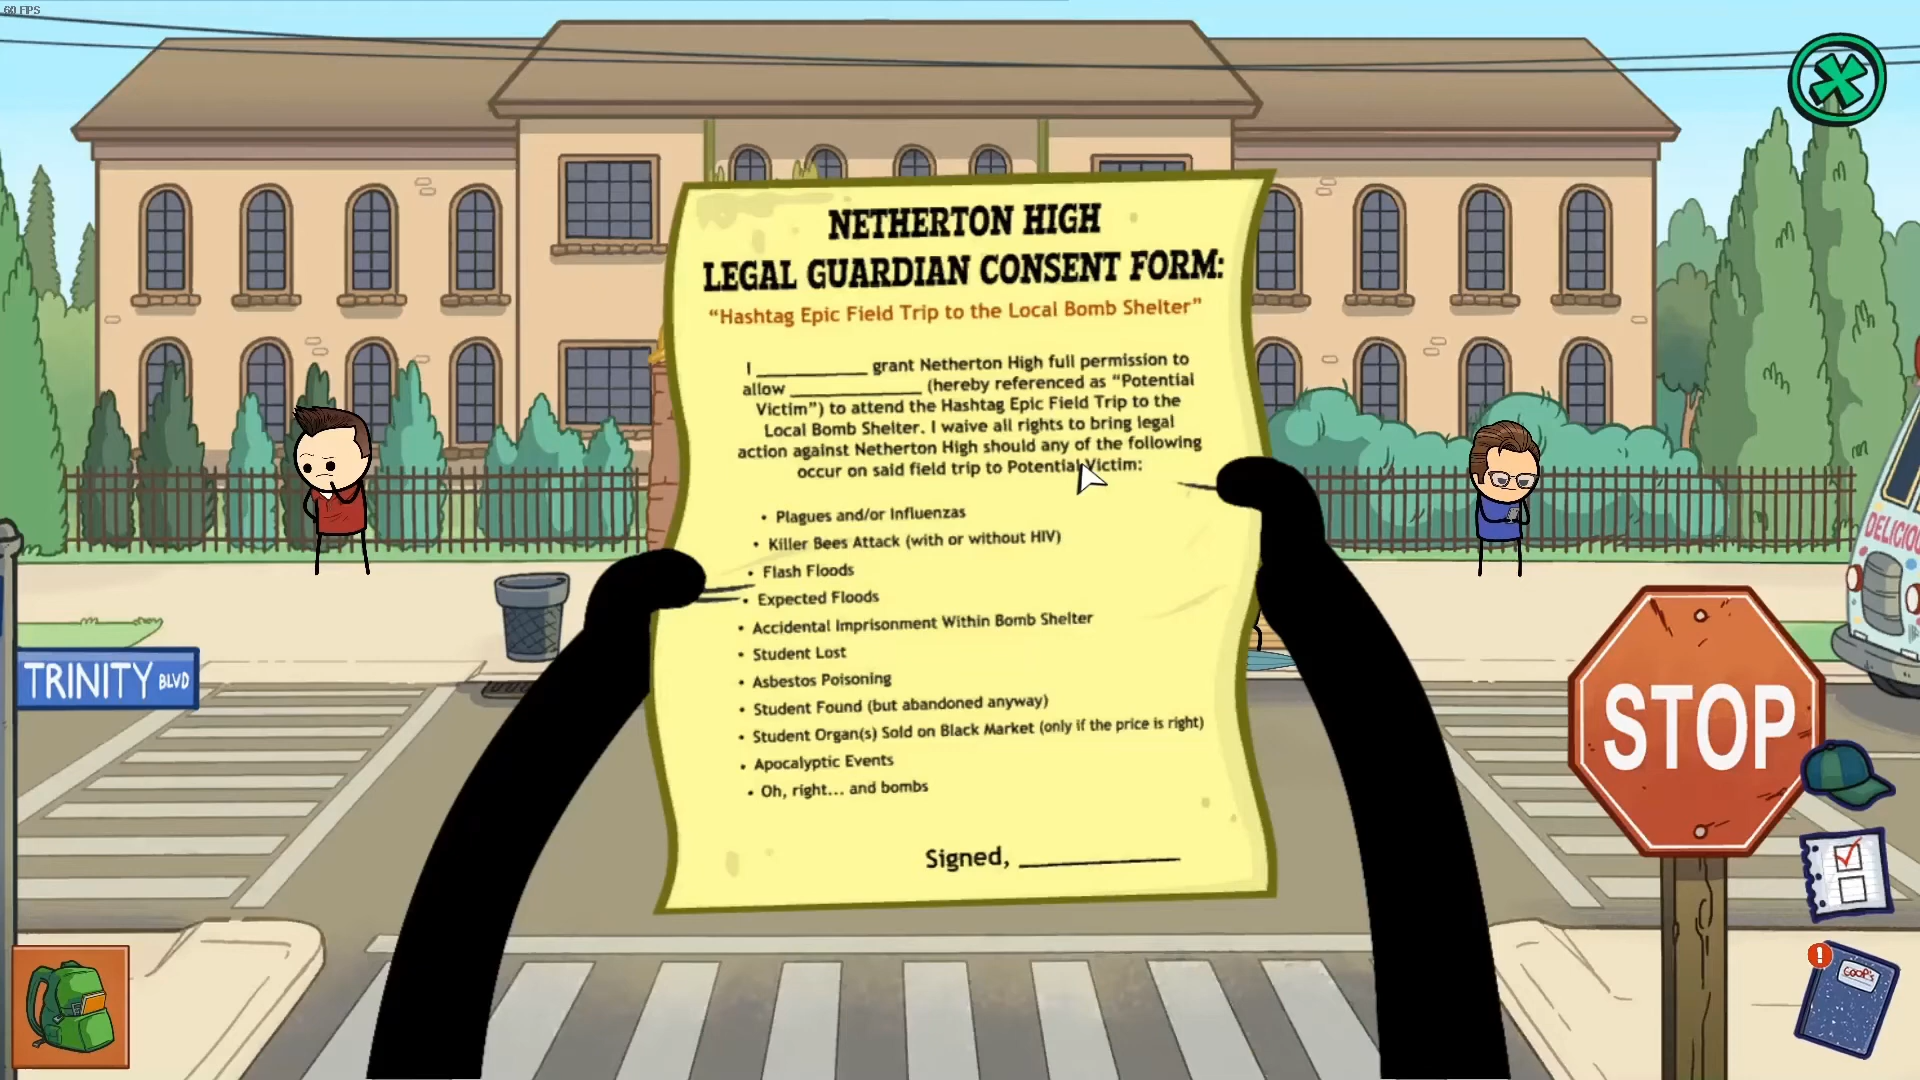 60 FPS
NETHERTON HIGH
LEGAL GUARDIAN CONSENT FORM:
“Hashtag Epic Field Trip to the Local Bomb Shelter”
I ____________ grant Netherton High full permission to
allow ______________ (hereby referenced as “Potential
Victim”) to attend the Hashtag Epic Field Trip to the
Local Bomb Shelter. I waive all rights to bring legal
action against Netherton High should any of the following
occur on said field trip to Potential Victim:
• Plagues and/or Influenzas
• Killer Bees Attack (with or without HIV)
• Flash Floods
• Expected Floods
• Accidental Imprisonment Within Bomb Shelter
• Student Lost
• Asbestos Poisoning
• Student Found (but abandoned anyway)
• Student Organ(s) Sold on Black Market (only if the price is right)
• Apocalyptic Events
• Oh, right... and bombs
Signed, ______________
TRINITY BLVD
STOP
DELICIOU
!
COOP's